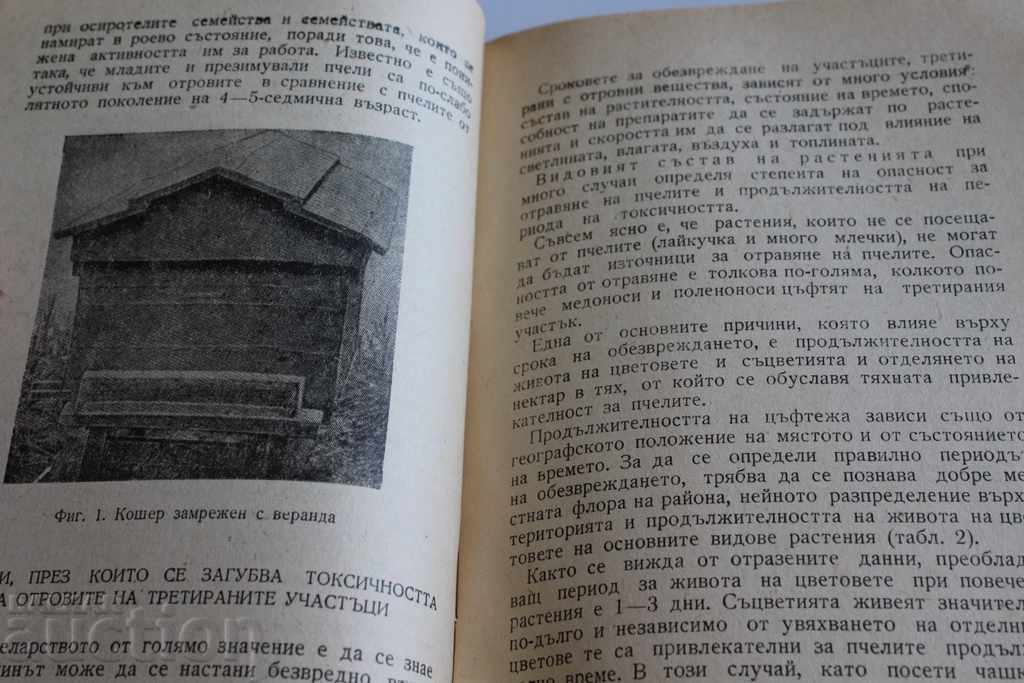 при осиротелите семейства и семействата, които се
намират в роево състояние, поради това, че е пони-
жена активността им за работа. Известно е също
така, че младите и презимували пчели са по-слабо
устойчиви към отровите в сравнение с пчелите от
лятното поколение на 4—5-седмична възраст.
Фиг. 1. Кошер замрежен с веранда
И, ПРЕЗ КОИТО СЕ ЗАГУБВА ТОКСИЧНОСТТА
А ОТРОВИТЕ НА ТРЕТИРАНИТЕ УЧАСТЪЦИ
еларството от голямо значение е да се знае
може да се настани безвредно
Сроковете за обезвреждане на участъците, трети-
рани с отровни вещества, зависят от много условия:
състав на растителността, състояние на времето, спо-
собност на препаратите да се задържат по расте-
нията и скоростта им да се разлагат под влияние на
светлината, влагата, въздуха и топлината.
Видовият състав на растенията при
много случаи определя степента на опасност за
отравяне на пчелите и продължителността на пе-
риода на токсичността.
Съвсем ясно е, че растения, които не се посеща-
ват от пчелите (лайкучка и много млечки), не могат
да бъдат източници за отравяне на пчелите. Опас-
ността от отравяне е толкова по-голяма, колкото по-
вече медоноси и поленоноси цъфтят на третирания
участък.
Една от основните причини, която влияе върху
срока на обезвреждането, е продължителността на
живота на цветовете и съцветията и отделянето на
нектар в тях, от който се обуславя тяхната привле-
кателност за пчелите.
Продължителността на цъфтежа зависи също от
географското положение на мястото и от състоянието
на времето. За да се определи правилно периодът
на обезвреждането, трябва да се познава добре ме
стната флора на района, нейното разпределение върх
територията и продължителността на живота на цве
товете на основните видове растения (табл. 2).
Както се вижда от отразените данни, преоблад
ващ период за живота на цветовете при повече
растения е 1—3 дни. Съцветията живеят значител
по-дълго и независимо от увяхването на отделни
цветове те са привлекателни за пчелите продълж
време. В този случай, като посети чашк